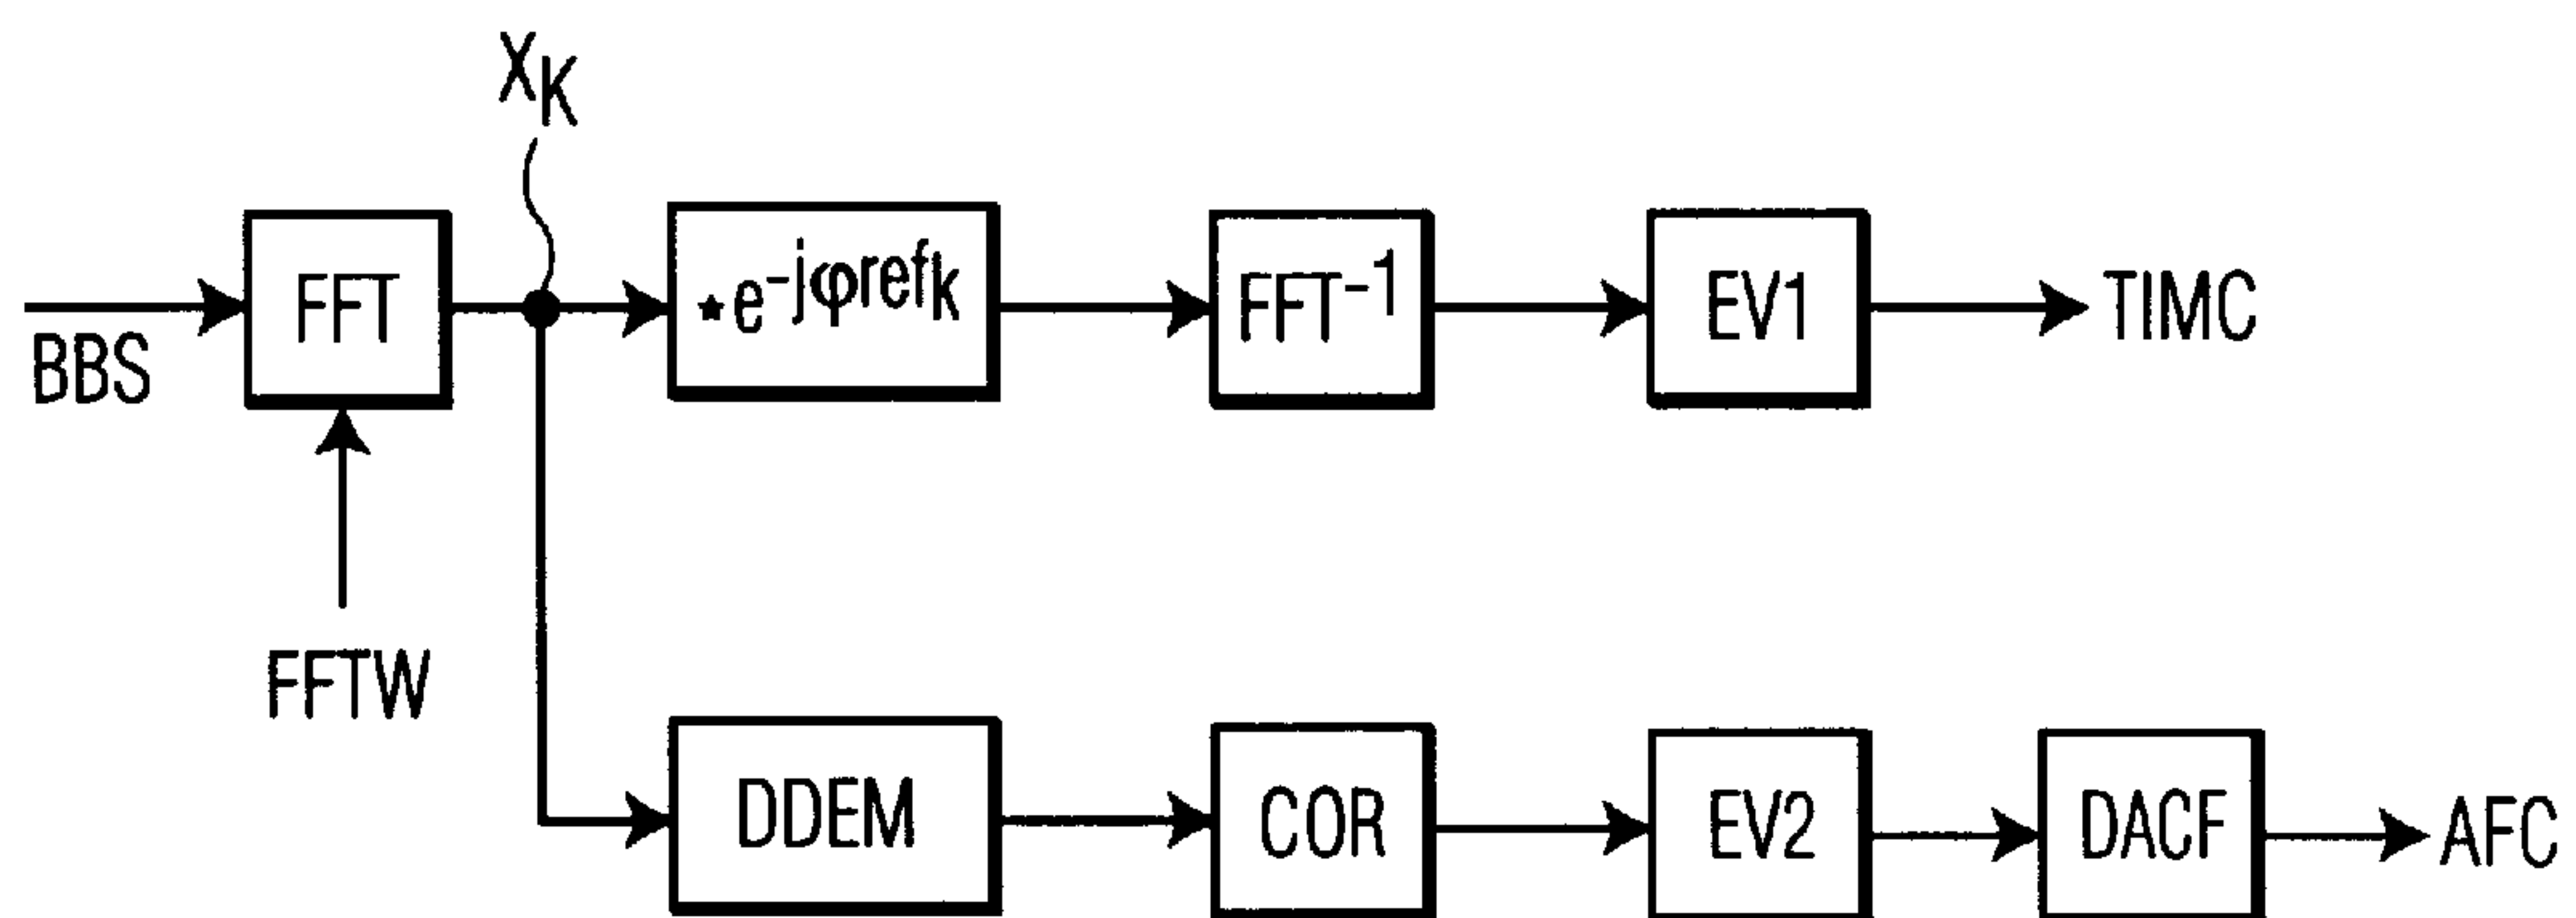 XK
BBS
FFT
*e-jφrefk
FFT-1
EV1
TIMC
FFTW
DDEM
COR
EV2
DACF
AFC